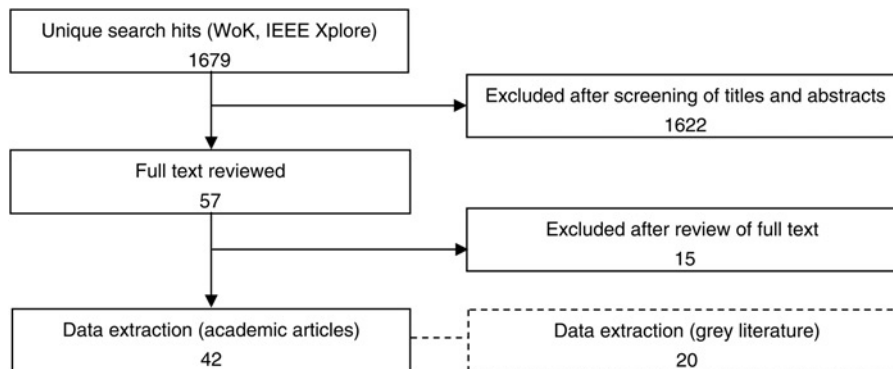 Unique search hits (WoK, IEEE Xplore)
1679
Excluded after screening of titles and abstracts
1622
Full text reviewed
57
Excluded after review of full text
15
Data extraction (academic articles)
42
Data extraction (grey literature)
20